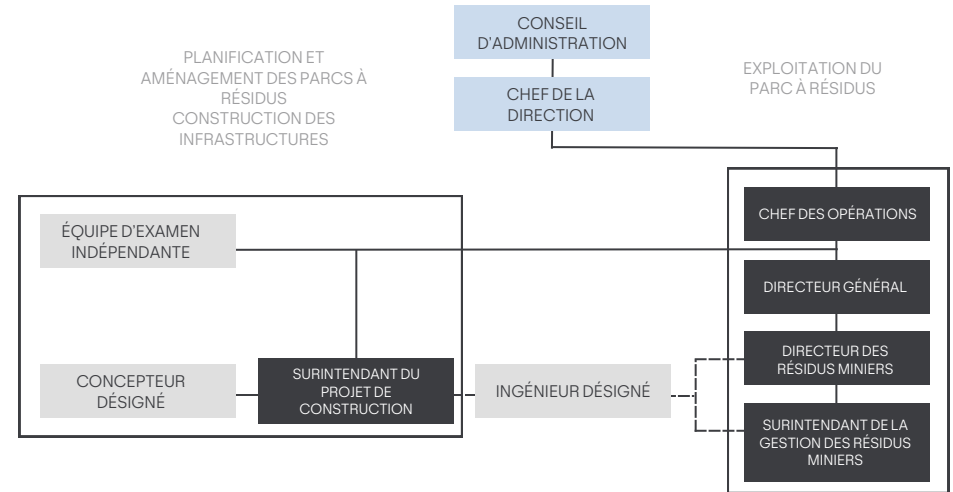 CONSEIL
D'ADMINISTRATION
PLANIFICATION ET
AMÉNAGEMENT DES PARCS À
RÉSIDUS
CONSTRUCTION DES
INFRASTRUCTURES
CHEF DE LA
DIRECTION
EXPLOITATION DU
PARC À RÉSIDUS
CHEF DES OPÉRATIONS
ÉQUIPE D'EXAMEN
INDÉPENDANTE
DIRECTEUR GÉNÉRAL
DIRECTEUR DES
RÉSIDUS MINIERS
CONCEPTEUR
DÉSIGNÉ
SURINTENDANT DU
PROJET DE
CONSTRUCTION
INGÉNIEUR DÉSIGNÉ
SURINTENDANT DE LA
GESTION DES RÉSIDUS
MINIERS